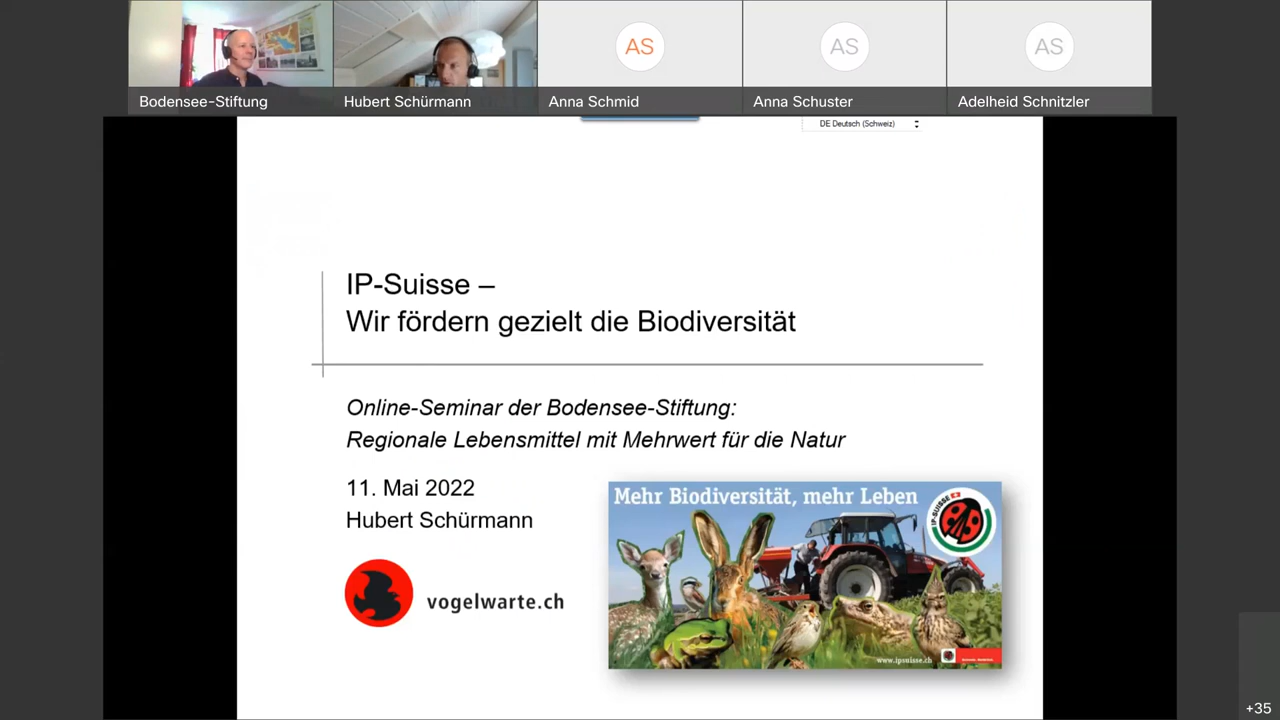 AS
AS
AS
Bodensee-Stiftung
Hubert Schürmann
Anna Schmid
Anna Schuster
Adelheid Schnitzler
DE Deutsch (Schweiz)
IP-Suisse –
Wir fördern gezielt die Biodiversität
Online-Seminar der Bodensee-Stiftung:
Regionale Lebensmittel mit Mehrwert für die Natur
11. Mai 2022
Hubert Schürmann
vogelwarte.ch
Mehr Biodiversität, mehr Leben
IP-SUISSE
www.ipsuisse.ch
+35